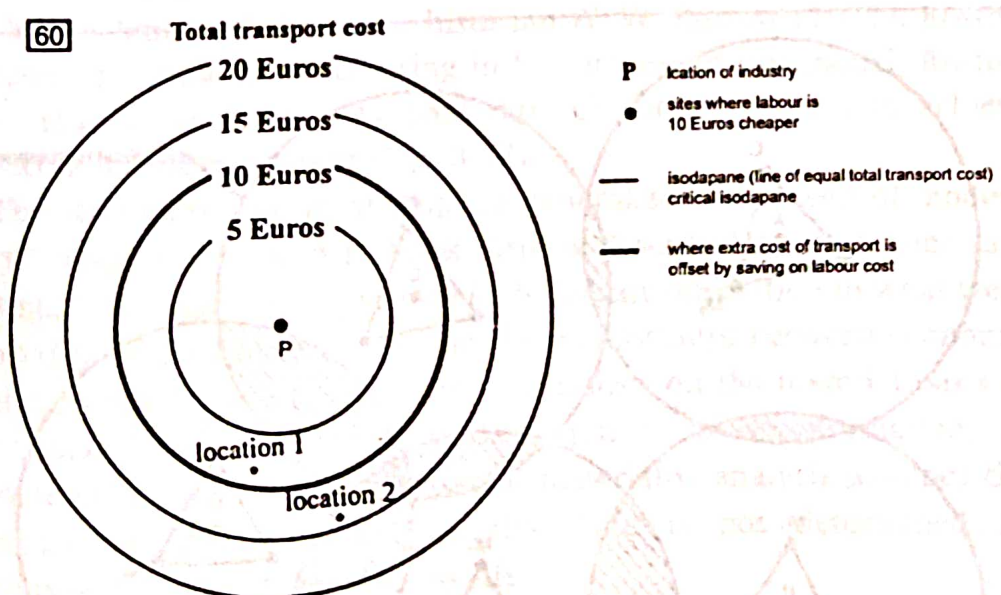 60
Total transport cost
20 Euros
15 Euros
10 Euros
5 Euros
P
location 1
location 2
P lcation of industry
sites where labour is
10 Euros cheaper
isodapane (line of equal total transport cost)
critical isodapane
where extra cost of transport is
offset by saving on labour cost